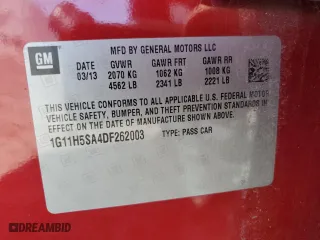 GM
MFD BY GENERAL MOTORS LLC
03/13 GVWR GAWR FRT GAWR RR
2070 KG 1062 KG 1008 KG
4562 LB 2341 LB 2221 LB
THIS VEHICLE CONFORMS TO ALL APPLICABLE U.S. FEDERAL MOTOR
VEHICLE SAFETY, BUMPER, AND THEFT PREVENTION STANDARDS
IN EFFECT ON THE DATE OF MANUFACTURE SHOWN ABOVE.
1G11H5SA4DF262003 TYPE: PASS CAR